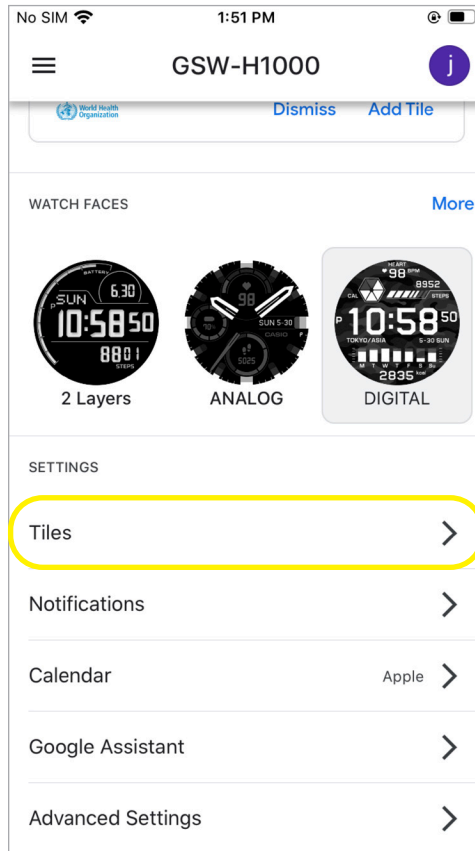 No SIM 1:51 PM
GSW-H1000
j
World Health
Organization
Dismiss Add Tile
WATCH FACES More
BATTERY
SUN 6.30
P 10:58 50
8801
STEPS
2 Layers
98
SUN 5-30
CASIO
5025
ANALOG
HEART
98 BPM
8952
CAL STEPS
P 10:58 50
TOKYO/ASIA 5-30 SUN
M T W T F S Su
2835 kcal
DIGITAL
SETTINGS
Tiles
Notifications
Calendar Apple
Google Assistant
Advanced Settings